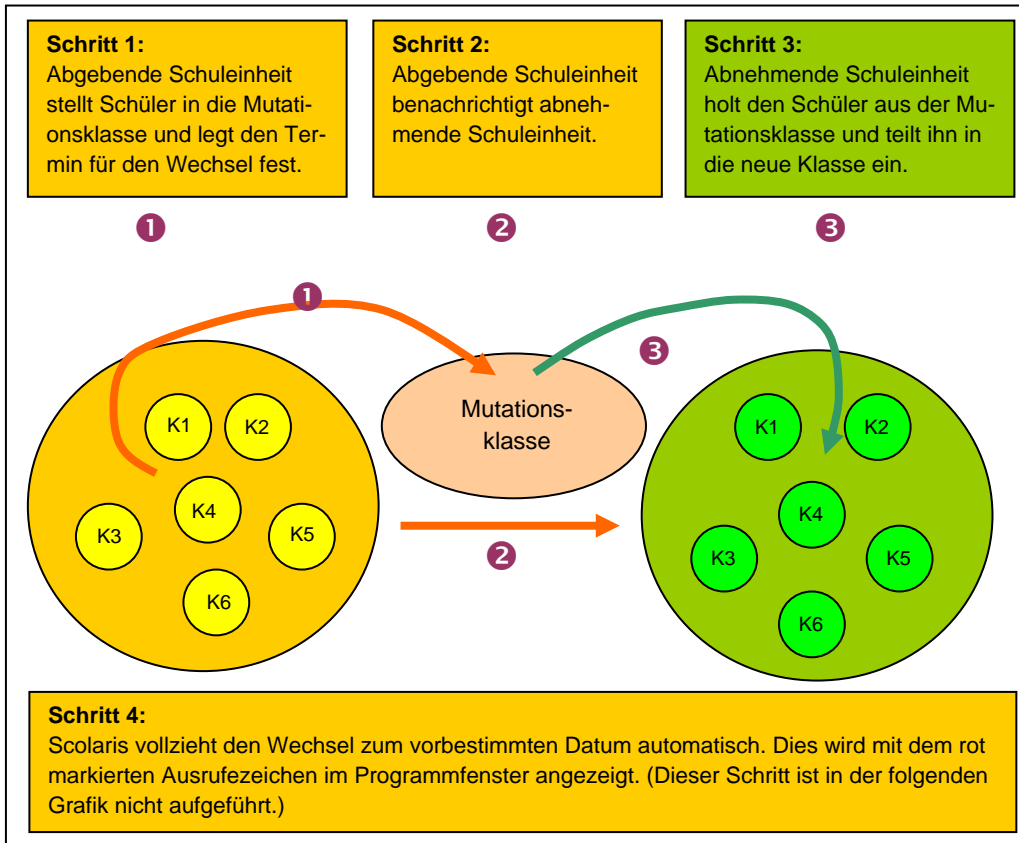 Schritt 1:
Abgebende Schuleinheit
stellt Schüler in die Mutati-
onsklasse und legt den Ter-
min für den Wechsel fest.
Schritt 2:
Abgebende Schuleinheit
benachrichtigt abneh-
mende Schuleinheit.
Schritt 3:
Abnehmende Schuleinheit
holt den Schüler aus der Mu-
tationsklasse und teilt ihn in
die neue Klasse ein.
1
2
3
1
3
Mutations-
klasse
K1
K2
K3
K4
K5
K6
2
K1
K2
K3
K4
K5
K6
Schritt 4:
Scolaris vollzieht den Wechsel zum vorbestimmten Datum automatisch. Dies wird mit dem rot
markierten Ausrufezeichen im Programmfenster angezeigt. (Dieser Schritt ist in der folgenden
Grafik nicht aufgeführt.)